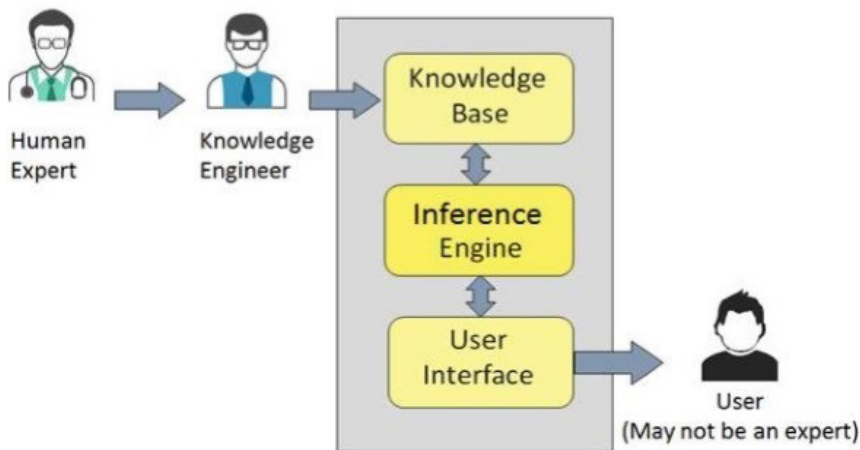 Human
Expert
Knowledge
Engineer
Knowledge
Base
Inference
Engine
User
Interface
User
(May not be an expert)